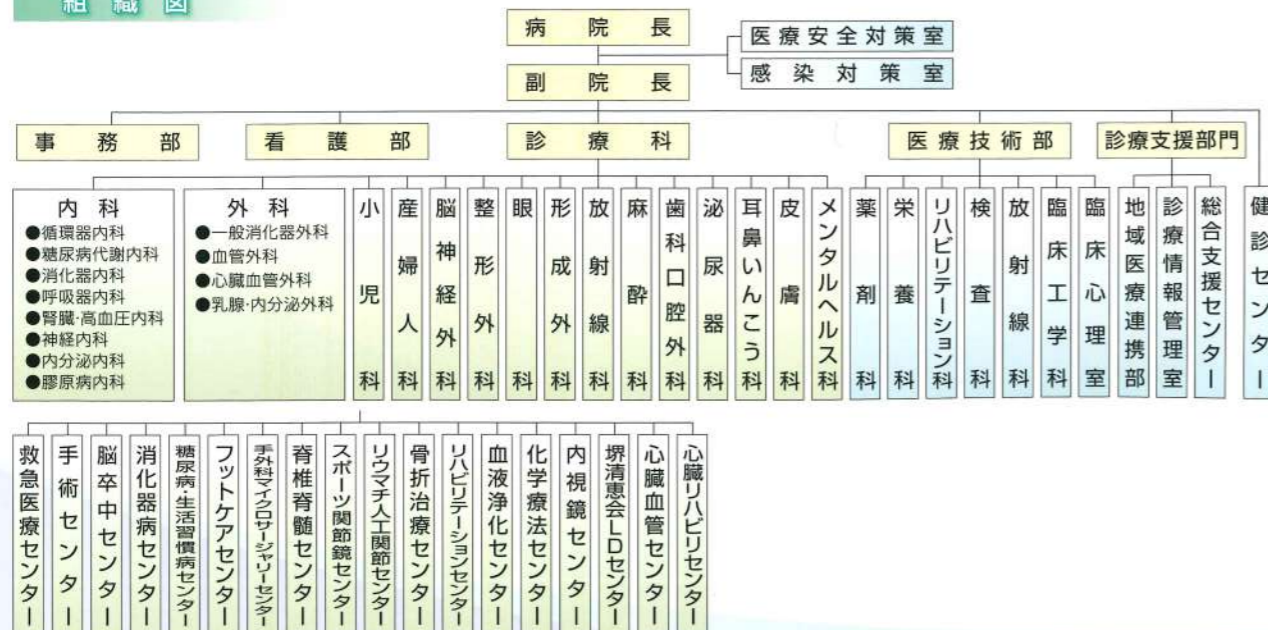 組織図
病院長
医療安全対策室
感染対策室
副院長
事務部
看護部
診療科
医療技術部
診療支援部門
内科
●循環器内科
●糖尿病代謝内科
●消化器内科
●呼吸器内科
●腎臓・高血圧内科
●神経内科
●内分泌内科
●膠原病内科
外科
●一般消化器外科
●血管外科
●心臓血管外科
●乳腺・内分泌外科
小児科
産婦人科
脳神経外科
整形外科
眼科
形成外科
放射線科
麻酔科
歯科口腔外科
泌尿器科
耳鼻いんこう科
皮膚科
メンタルヘルス科
薬剤科
栄養科
リハビリテーション科
検査科
放射線科
臨床工学科
臨床心理室
地域医療連携部
診療情報管理室
総合支援センター
健診センター
救急医療センター
手術センター
脳卒中センター
消化器病センター
糖尿病・生活習慣病センター
フットケアセンター
手外科マイクロサージャリーセンター
脊椎脊髄センター
スポーツ関節鏡センター
リウマチ人工関節センター
骨折治療センター
リハビリテーションセンター
血液浄化センター
化学療法センター
内視鏡センター
堺清恵会LDセンター
心臓血管センター
心臓リハビリセンター